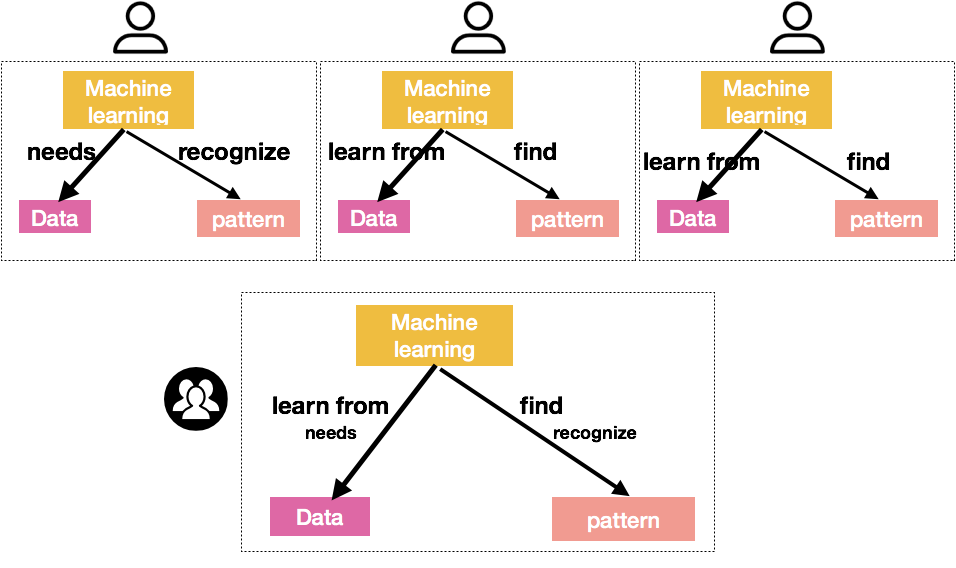 Machine
learning
needs
recognize
Data
pattern
Machine
learning
learn from
find
Data
pattern
Machine
learning
learn from
find
Data
pattern
Machine
learning
learn from
find
needs
recognize
Data
pattern